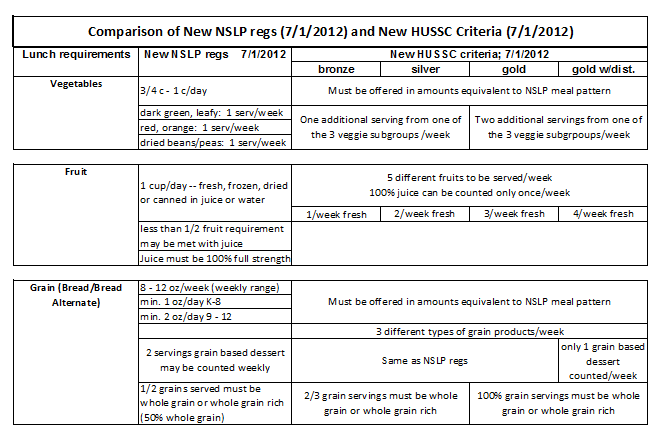 Comparison of New NSLP regs (7/1/2012) and New HUSSC Criteria (7/1/2012)
Lunch requirements New NSLP regs 7/1/2012 New HUSSC criteria; 7/1/2012
bronze silver gold gold w/dist.
Vegetables
3/4 c - 1 c/day
Must be offered in amounts equivalent to NSLP meal pattern
dark green, leafy: 1 serv/week
red, orange: 1 serv/week
dried beans/peas: 1 serv/week
One additional serving from one of
the 3 veggie subgroups /week
Two additional servings from one of
the 3 veggie subgrpoups/week
Fruit
1 cup/day -- fresh, frozen, dried
or canned in juice or water
5 different fruits to be served/week
100% juice can be counted only once/week
1/week fresh 2/week fresh 3/week fresh 4/week fresh
less than 1/2 fruit requirement
may be met with juice
Juice must be 100% full strength
Grain (Bread/Bread
Alternate)
8 - 12 oz/week (weekly range)
min. 1 oz/day K-8
min. 2 oz/day 9 - 12
Must be offered in amounts equivalent to NSLP meal pattern
3 different types of grain products/week
2 servings grain based dessert
may be counted weekly
Same as NSLP regs
only 1 grain based
dessert
counted/week
1/2 grains served must be
whole grain or whole grain rich
(50% whole grain)
2/3 grain servings must be whole
grain or whole grain rich
100% grain servings must be whole
grain or whole grain rich